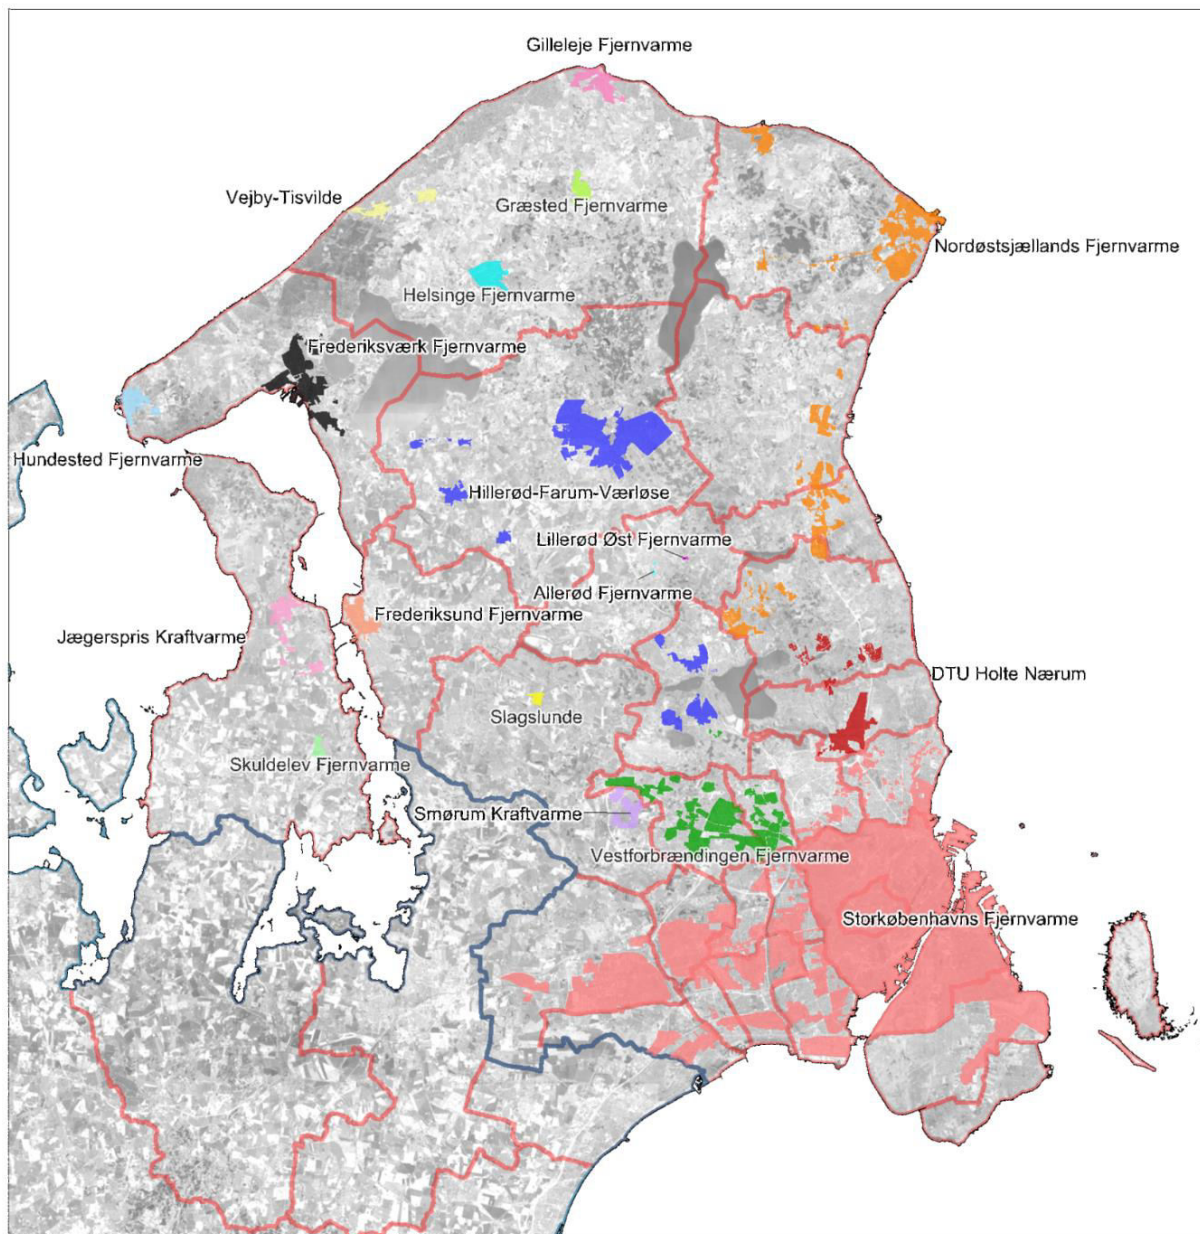 Gilleleje Fjernvarme
Vejby-Tisvilde
Græsted Fjernvarme
Nordøstsjællands Fjernvarme
Helsinge Fjernvarme
Frederiksværk Fjernvarme
Hundested Fjernvarme
Hillerød-Farum-Værløse
Lillerød Øst Fjernvarme
Allerød Fjernvarme
Frederiksund Fjernvarme
Jægerspris Kraftvarme
DTU Holte Nærum
Slagslunde
Skuldelev Fjernvarme
Smørum Kraftvarme
Vestforbrændingen Fjernvarme
Storkøbenhavns Fjernvarme